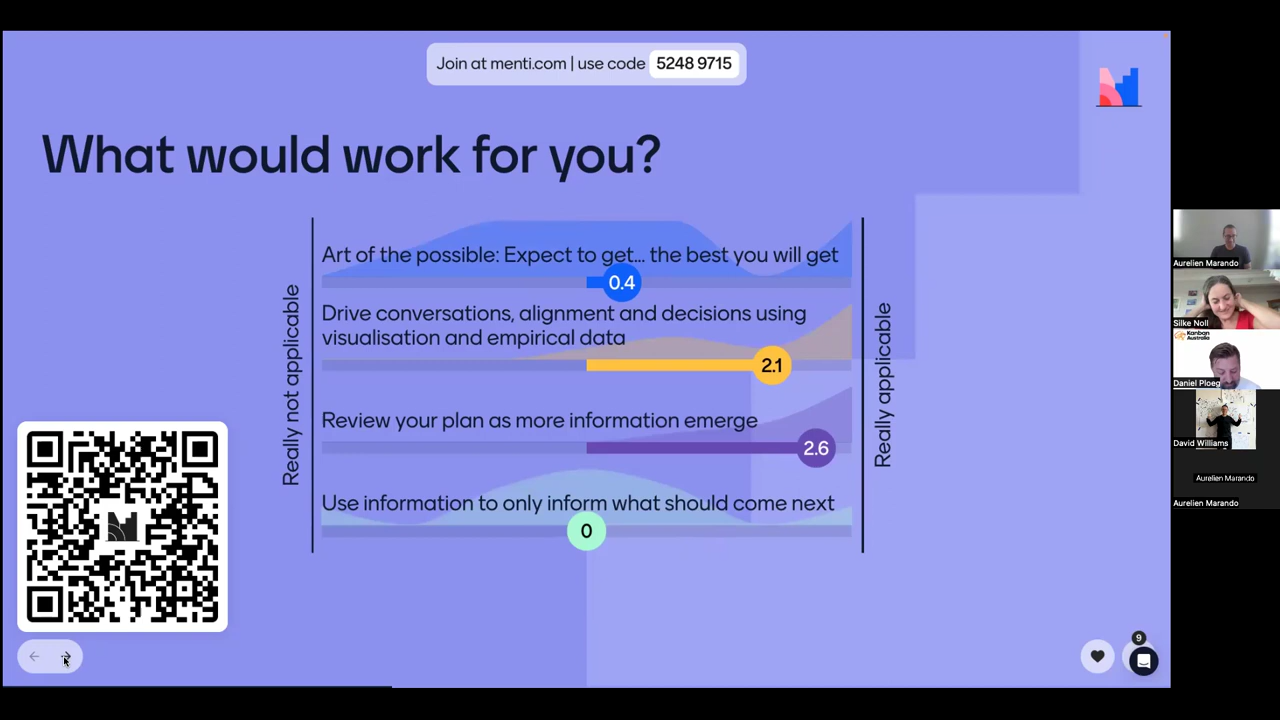 Join at menti.com | use code 5248 9715
What would work for you?
Really not applicable
Art of the possible: Expect to get... the best you will get
0.4
Drive conversations, alignment and decisions using
visualisation and empirical data
2.1
Review your plan as more information emerge
2.6
Use information to only inform what should come next
0
Really applicable
9
Aurelien Marando
Silke Noll
Kanban
Australia
Daniel Ploeg
David Williams
Aurelien Marando
Aurelien Marando